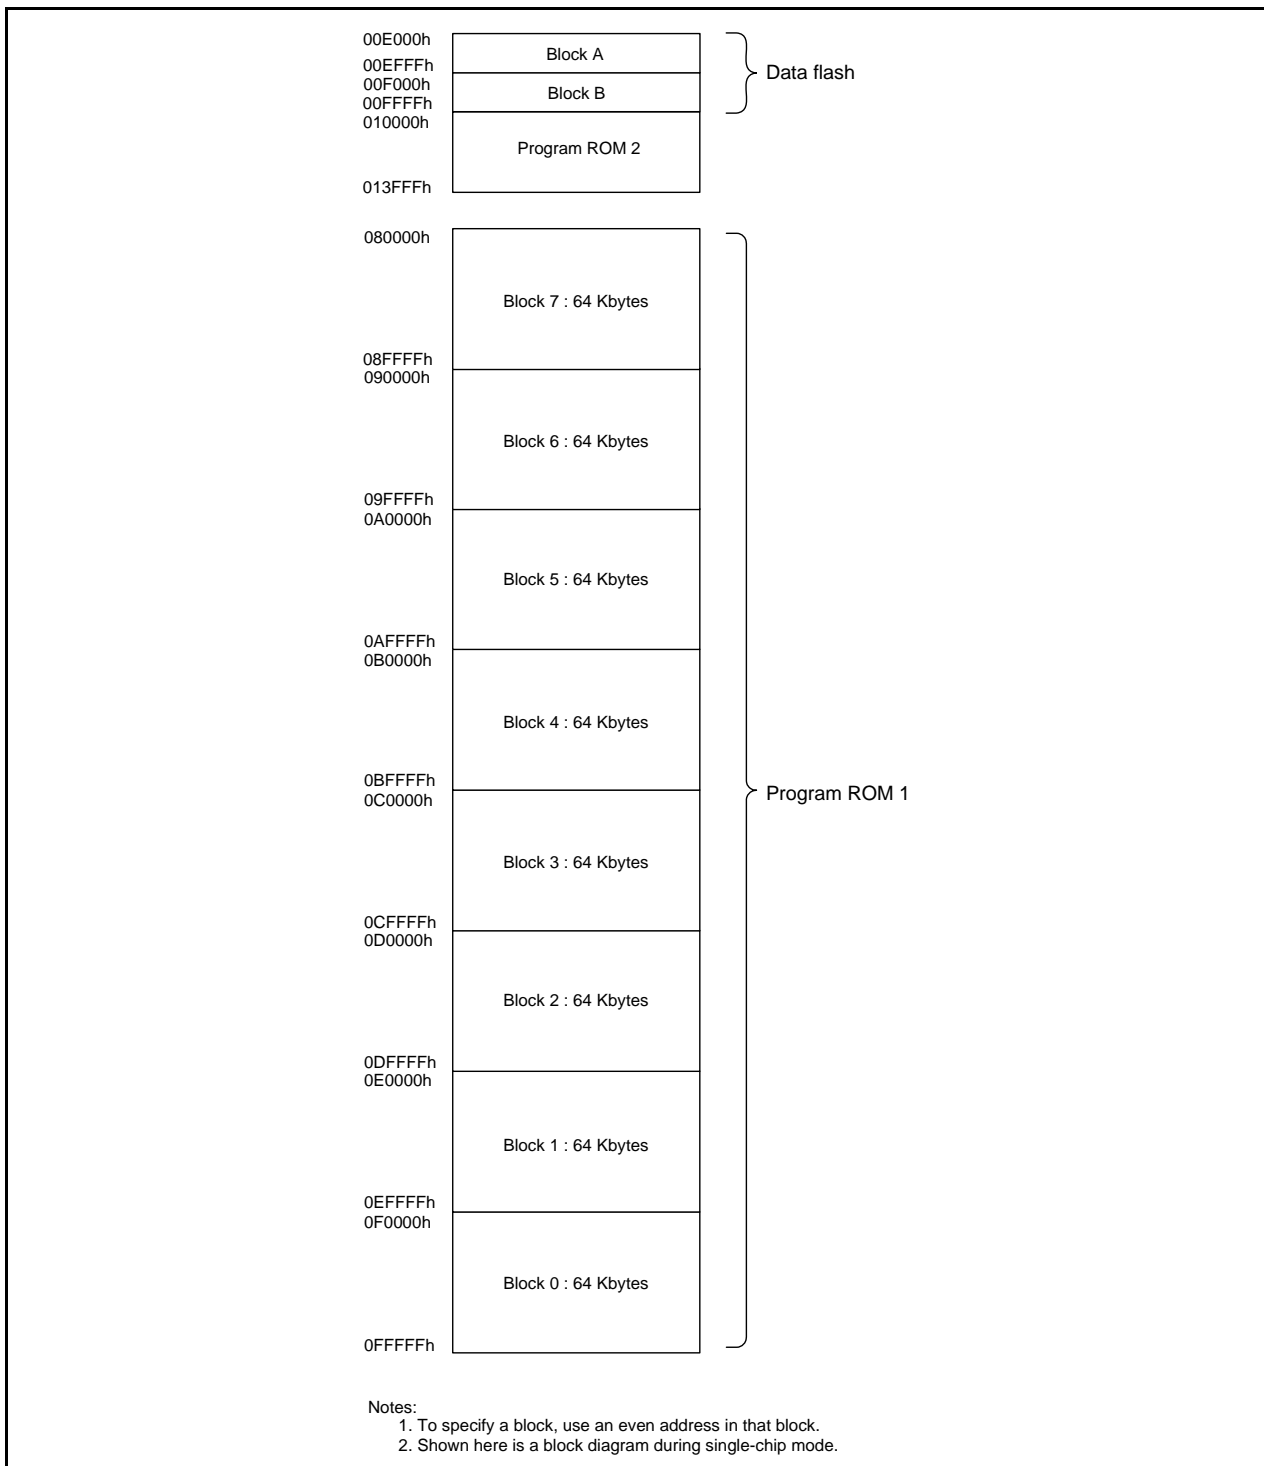 00E000h
Block A
00EFFFh
Data flash
00F000h
Block B
00FFFFh
010000h
Program ROM 2
013FFFh
080000h
Block 7 : 64 Kbytes
08FFFFh
090000h
Block 6 : 64 Kbytes
09FFFFh
0A0000h
Block 5 : 64 Kbytes
0AFFFFh
0B0000h
Block 4 : 64 Kbytes
0BFFFFh
0C0000h
Program ROM 1
Block 3 : 64 Kbytes
0CFFFFh
0D0000h
Block 2 : 64 Kbytes
0DFFFFh
0E0000h
Block 1 : 64 Kbytes
0EFFFFh
0F0000h
Block 0 : 64 Kbytes
0FFFFFh
Notes:
1. To specify a block, use an even address in that block.
2. Shown here is a block diagram during single-chip mode.